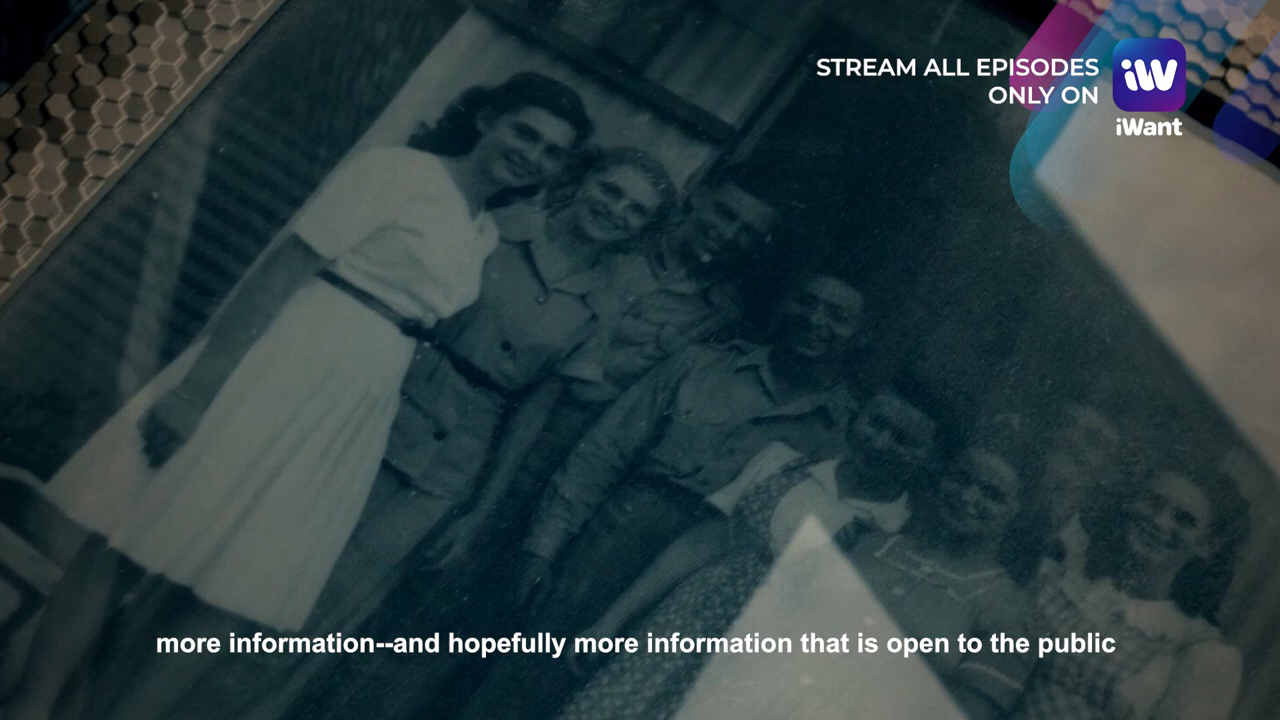 STREAM ALL EPISODES
ONLY ON
iW
iWant
more information--and hopefully more information that is open to the public